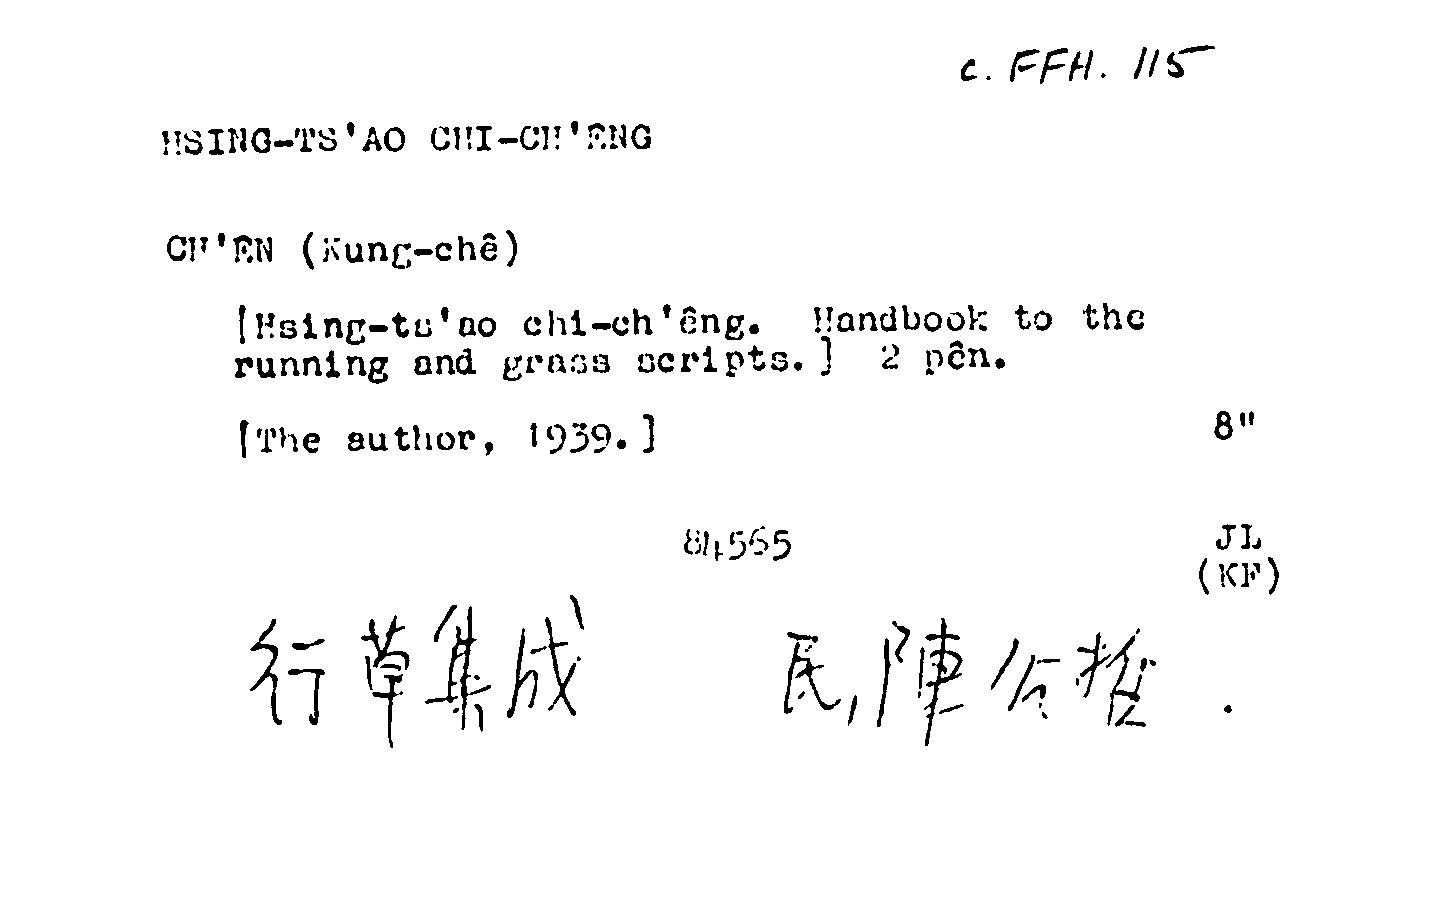 c. FFH. 115
HSING-TS'AO CHI-CH'ENG
CH'EN (Kung-chê)
[Hsing-ts'ao chi-ch'êng. Handbook to the
running and grass scripts.] 2 pên.
[The author, 1939.] 8"
84565 JL
(KF)
行草集成 民, 陳公哲.